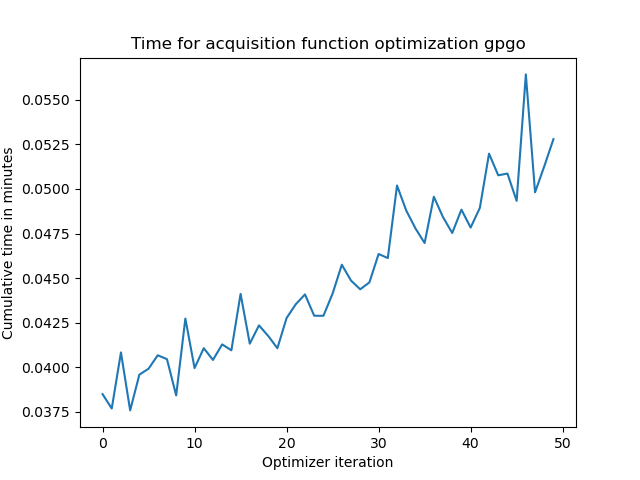 Time for acquisition function optimization gpgo
Cumulative time in minutes
0.0550
0.0525
0.0500
0.0475
0.0450
0.0425
0.0400
0.0375
0 10 20 30 40 50
Optimizer iteration